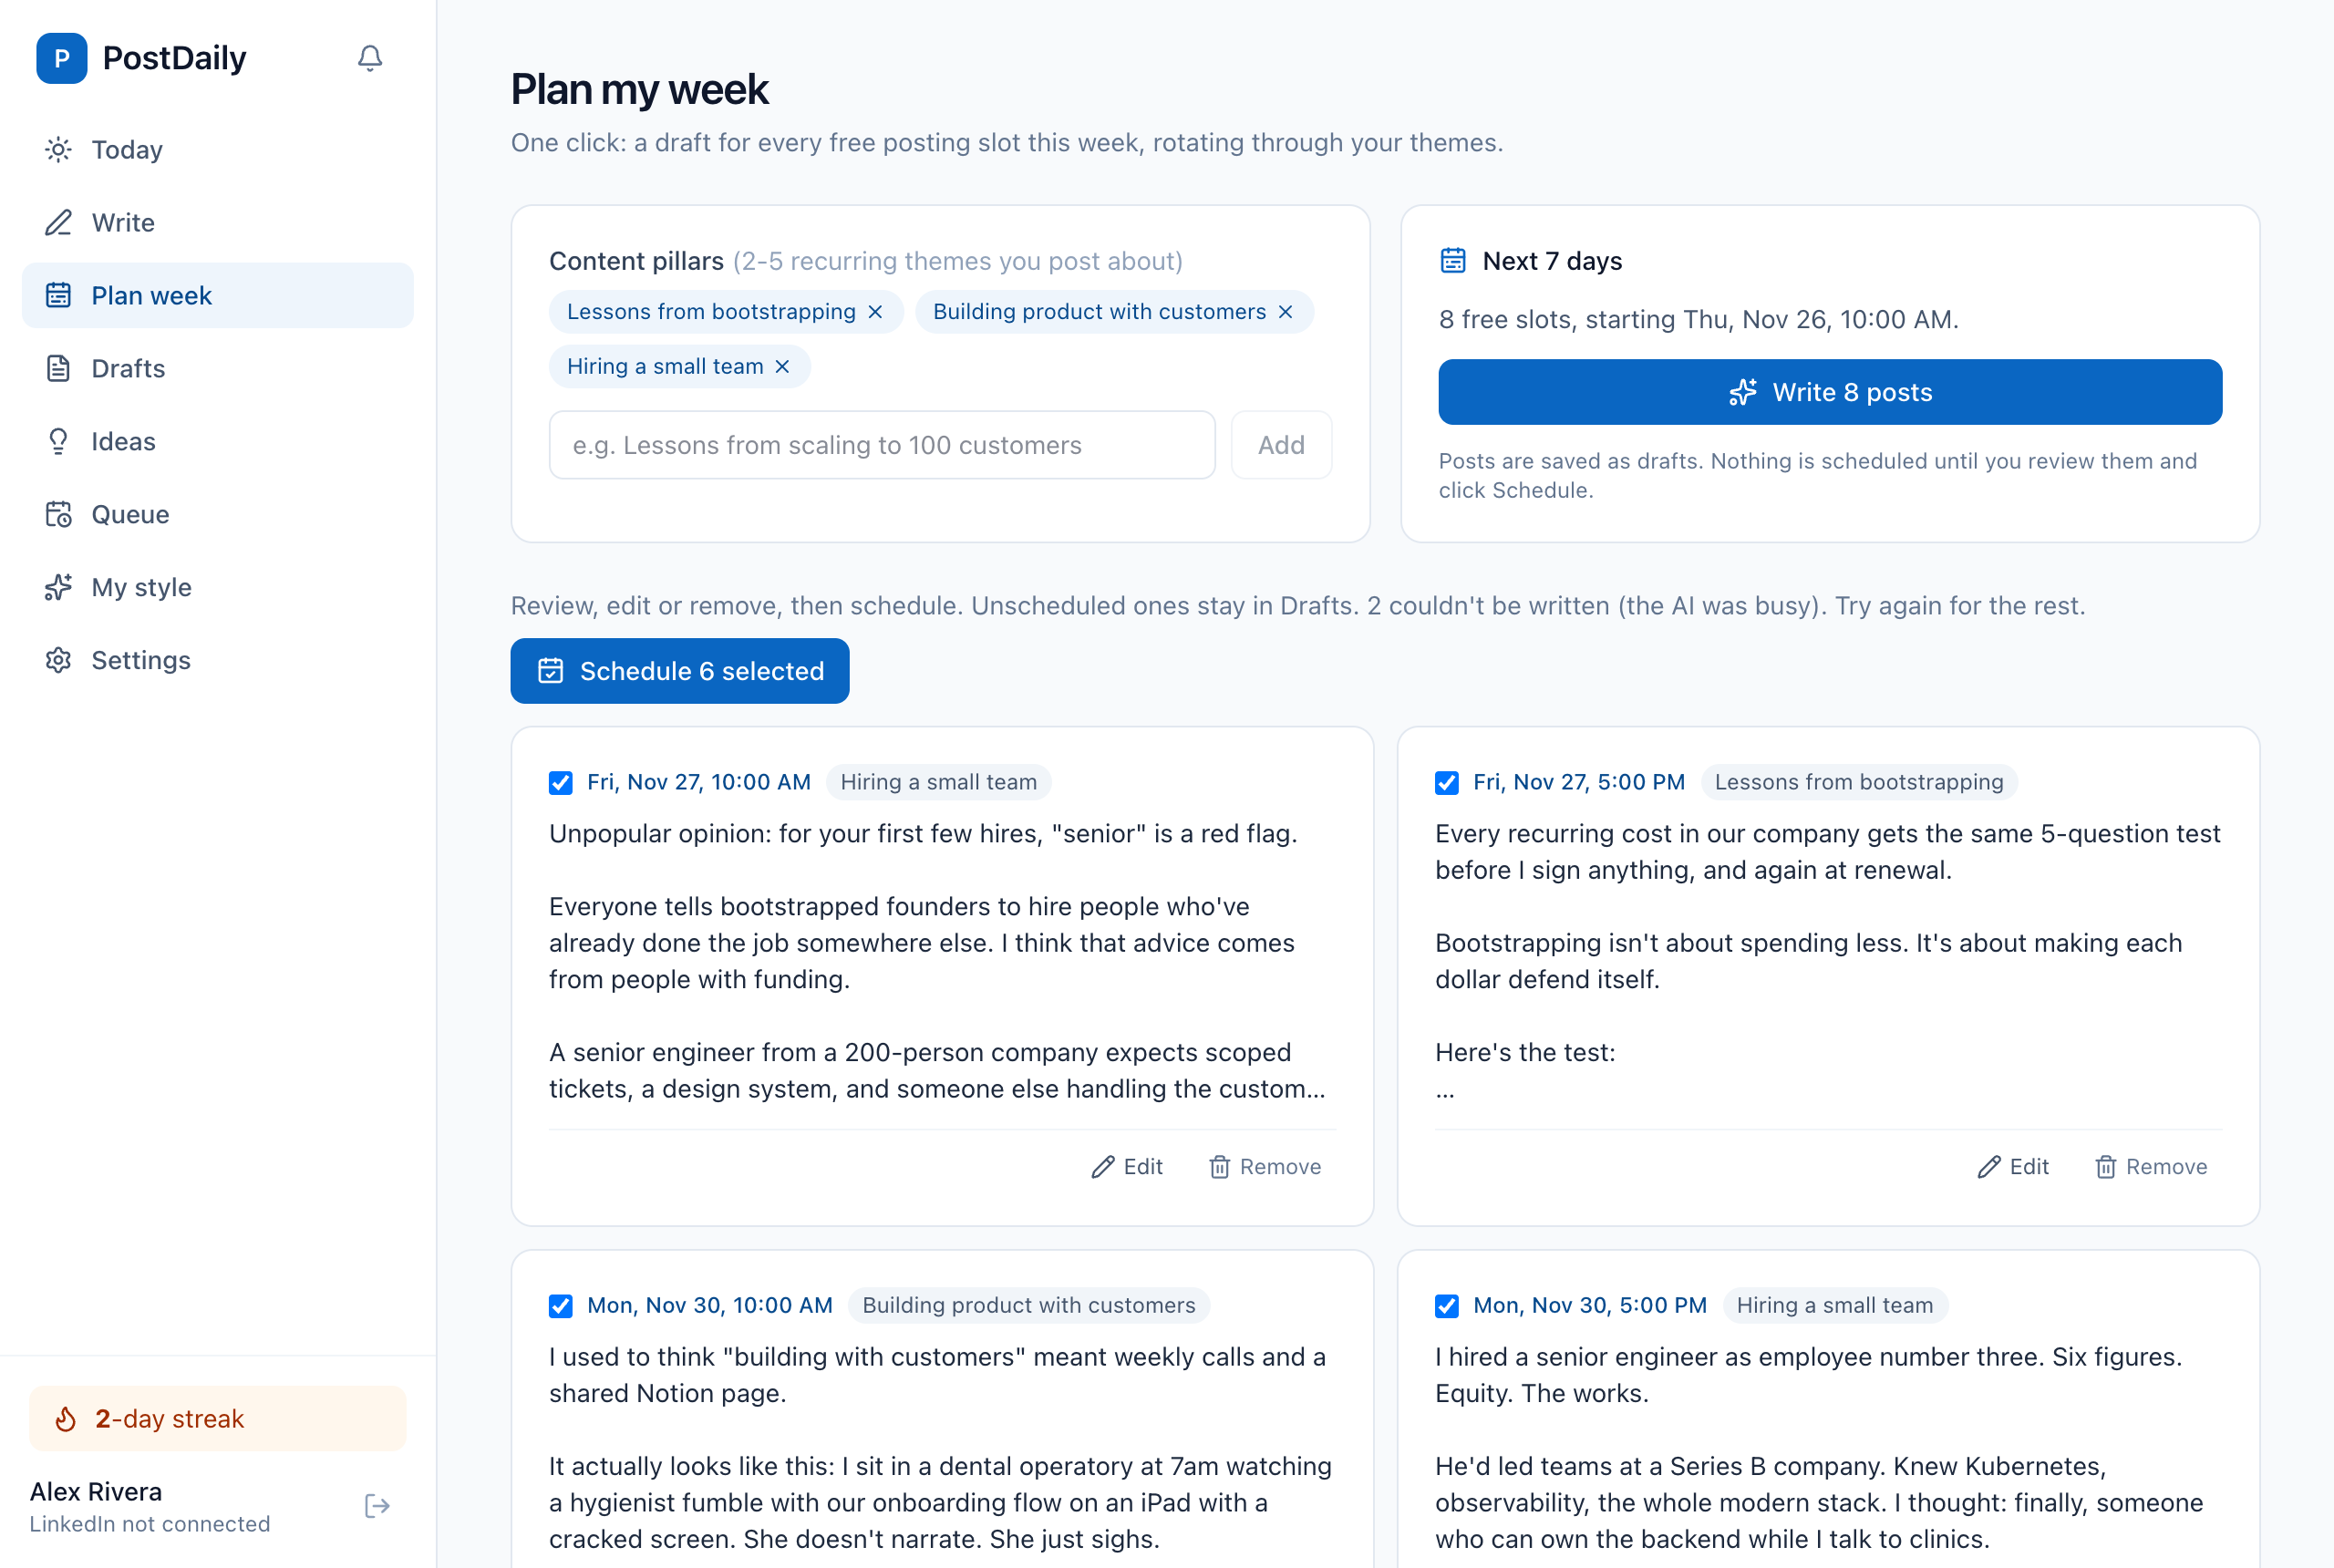 P PostDaily
Today
Write
Plan week
Drafts
Ideas
Queue
My style
Settings
2-day streak
Alex Rivera
LinkedIn not connected
Plan my week
One click: a draft for every free posting slot this week, rotating through your themes.
Content pillars (2-5 recurring themes you post about)
Lessons from bootstrapping
Building product with customers
Hiring a small team
e.g. Lessons from scaling to 100 customers
Add
Next 7 days
8 free slots, starting Thu, Nov 26, 10:00 AM.
Write 8 posts
Posts are saved as drafts. Nothing is scheduled until you review them and
click Schedule.
Review, edit or remove, then schedule. Unscheduled ones stay in Drafts. 2 couldn't be written (the AI was busy). Try again for the rest.
Schedule 6 selected
Fri, Nov 27, 10:00 AM Hiring a small team
Unpopular opinion: for your first few hires, "senior" is a red flag.
Everyone tells bootstrapped founders to hire people who've
already done the job somewhere else. I think that advice comes
from people with funding.
A senior engineer from a 200-person company expects scoped
tickets, a design system, and someone else handling the custom...
Edit Remove
Fri, Nov 27, 5:00 PM Lessons from bootstrapping
Every recurring cost in our company gets the same 5-question test
before I sign anything, and again at renewal.
Bootstrapping isn't about spending less. It's about making each
dollar defend itself.
Here's the test:
...
Edit Remove
Mon, Nov 30, 10:00 AM Building product with customers
I used to think "building with customers" meant weekly calls and a
shared Notion page.
It actually looks like this: I sit in a dental operatory at 7am watching
a hygienist fumble with our onboarding flow on an iPad with a
cracked screen. She doesn't narrate. She just sighs.
Mon, Nov 30, 5:00 PM Hiring a small team
I hired a senior engineer as employee number three. Six figures.
Equity. The works.
He'd led teams at a Series B company. Knew Kubernetes,
observability, the whole modern stack. I thought: finally, someone
who can own the backend while I talk to clinics.